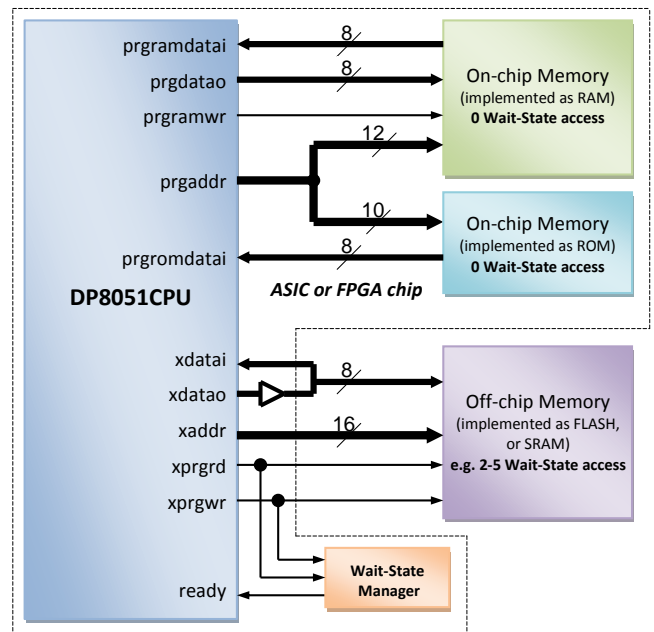 prgramdatai
8
prgdatao
8
prgramwr
On-chip Memory
(implemented as RAM)
0 Wait-State access
12
prgaddr
10
On-chip Memory
(implemented as ROM)
0 Wait-State access
prgromdatai
8
DP8051CPU
ASIC or FPGA chip
xdatai
8
xdatao
xaddr
16
xprgrd
xprgwr
Off-chip Memory
(implemented as FLASH,
or SRAM)
e.g. 2-5 Wait-State access
Wait-State
Manager
ready